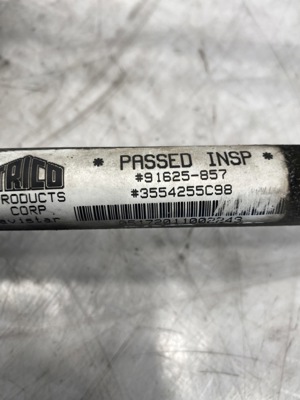 TRICO
PRODUCTS
CORP
* PASSED INSP *
#91625-857
#3554255C98